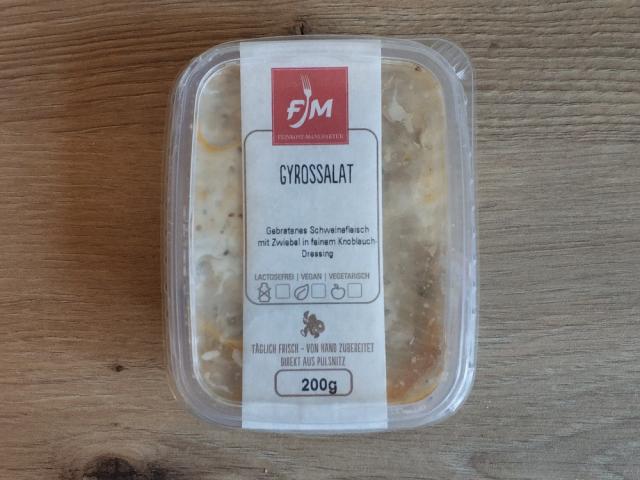 FJM
FEINKOST-MANUFAKTUR
GYROSSALAT
Gebratenes Schweinefleisch
mit Zwiebel in feinem Knoblauch-
Dressing
LACTOSEFREI | VEGAN | VEGETARISCH
TÄGLICH FRISCH - VON HAND ZUBEREITET
DIREKT AUS PULSNITZ
200g